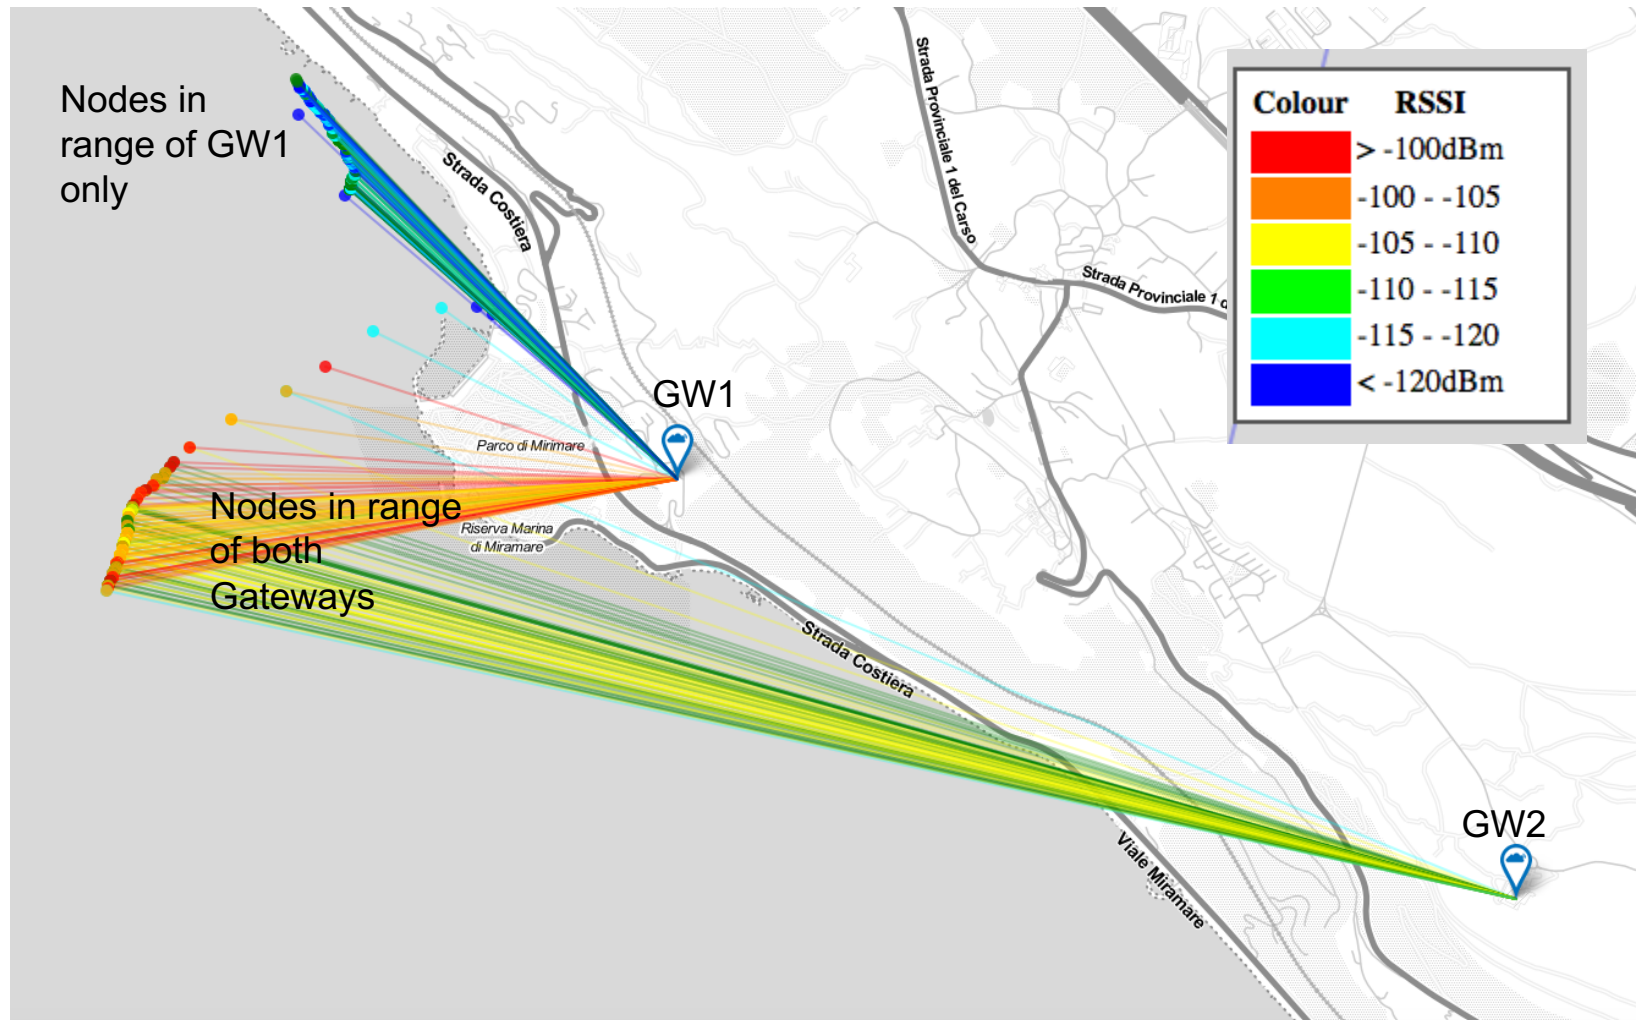 Nodes in
range of GW1
only
Strada Costiera
Strada Provinciale 1 del Carso
Strada Provinciale 1 d
Colour RSSI
> -100dBm
-100 - -105
-105 - -110
-110 - -115
-115 - -120
< -120dBm
GW1
Parco di Mirimare
Nodes in range
of both
Gateways
Riserva Marina
di Miramare
Strada Costiera
GW2
Viale Miramare